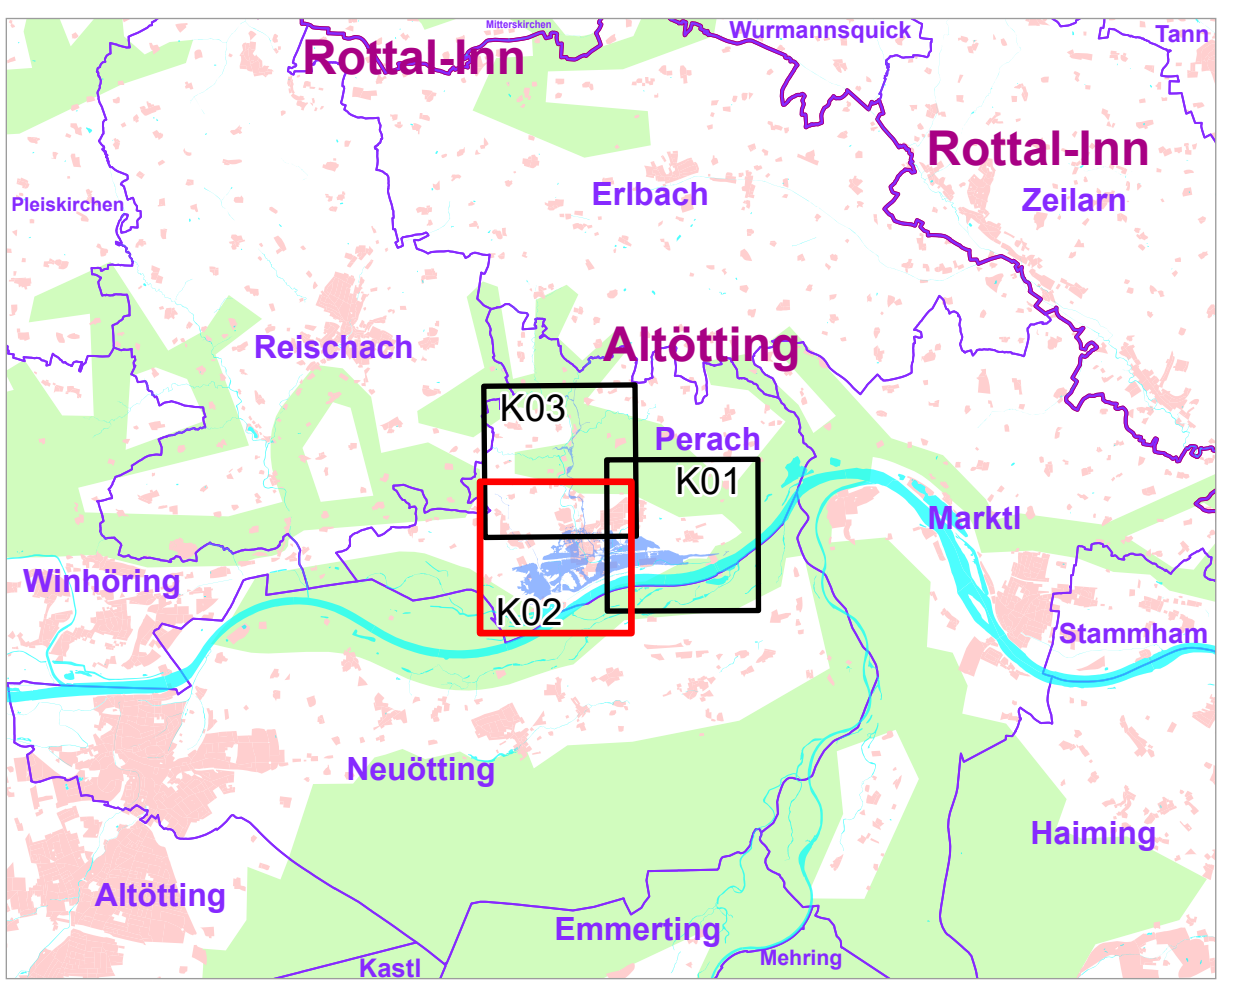 Mitterskirchen
Wurmannsquick
Tann
Rottal-Inn
Rottal-Inn
Erlbach
Zeilarn
Pleiskirchen
Reischach
Altötting
K03
Perach
K01
Marktl
Winhöring
K02
Stammham
Neuötting
Haiming
Altötting
Emmerting
Mehring
Kastl